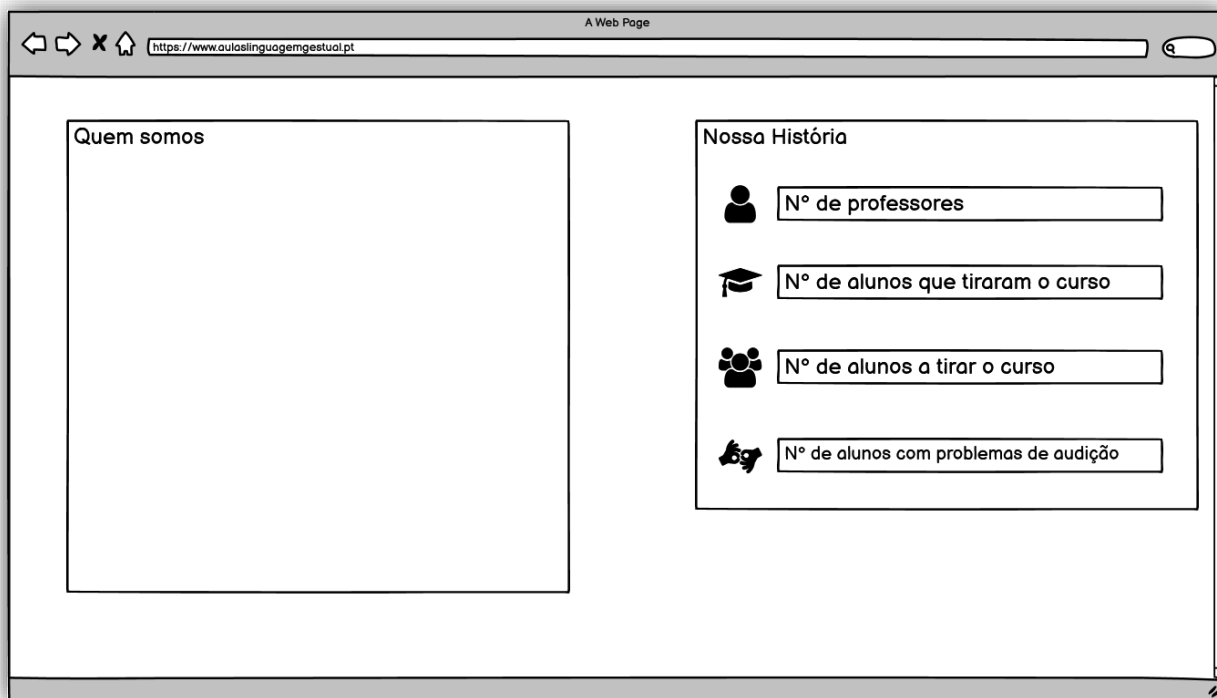 A Web Page
https://www.aulaslinguagemgestual.pt
Quem somos
Nossa História
Nº de professores
Nº de alunos que tiraram o curso
Nº de alunos a tirar o curso
Nº de alunos com problemas de audição